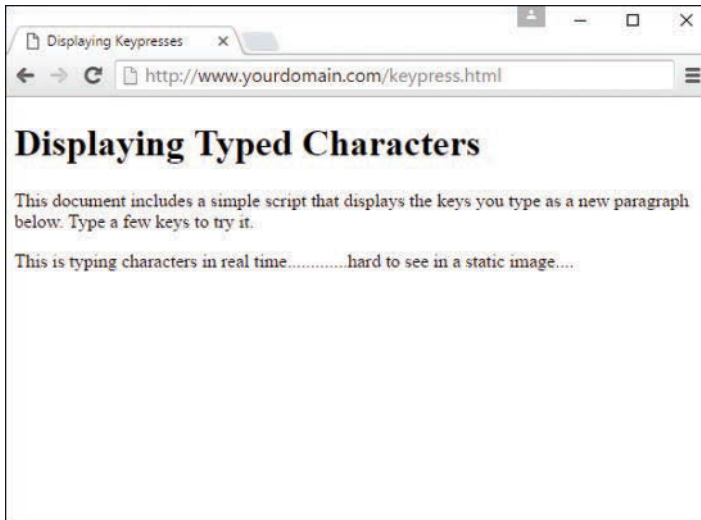 Displaying Keypresses
http://www.yourdomain.com/keypress.html
Displaying Typed Characters
This document includes a simple script that displays the keys you type as a new paragraph
below. Type a few keys to try it.
This is typing characters in real time.............hard to see in a static image....